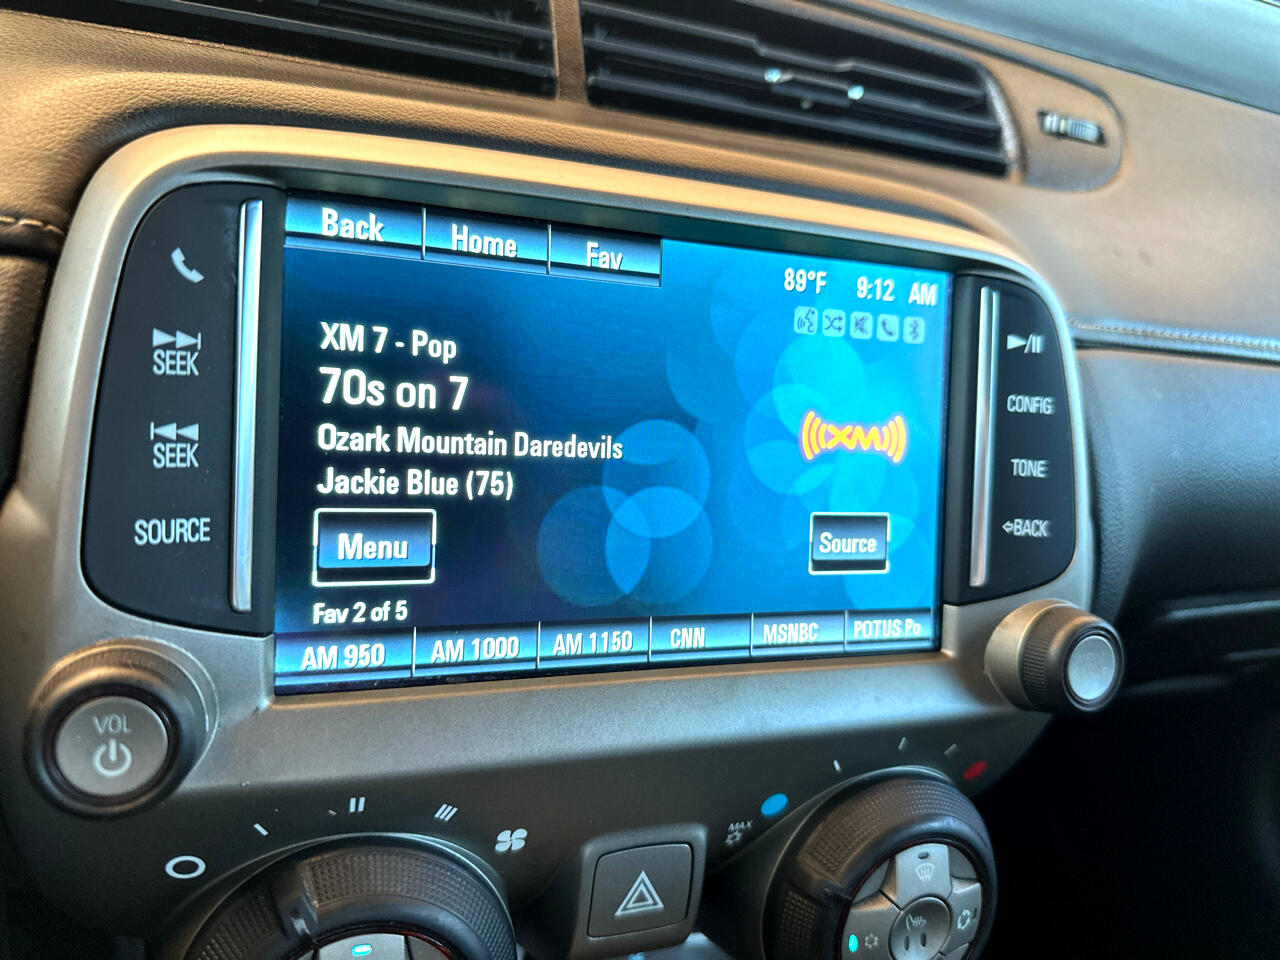 Back Home Fav
89°F 9:12 AM
XM 7 - Pop
70s on 7
Ozark Mountain Daredevils
Jackie Blue (75)
XM
Menu
Source
Fav 2 of 5
AM 950 AM 1000 AM 1150 CNN MSNBC POTUS Po
SEEK
SEEK
SOURCE
CONFIG
TONE
BACK
VOL
MAX